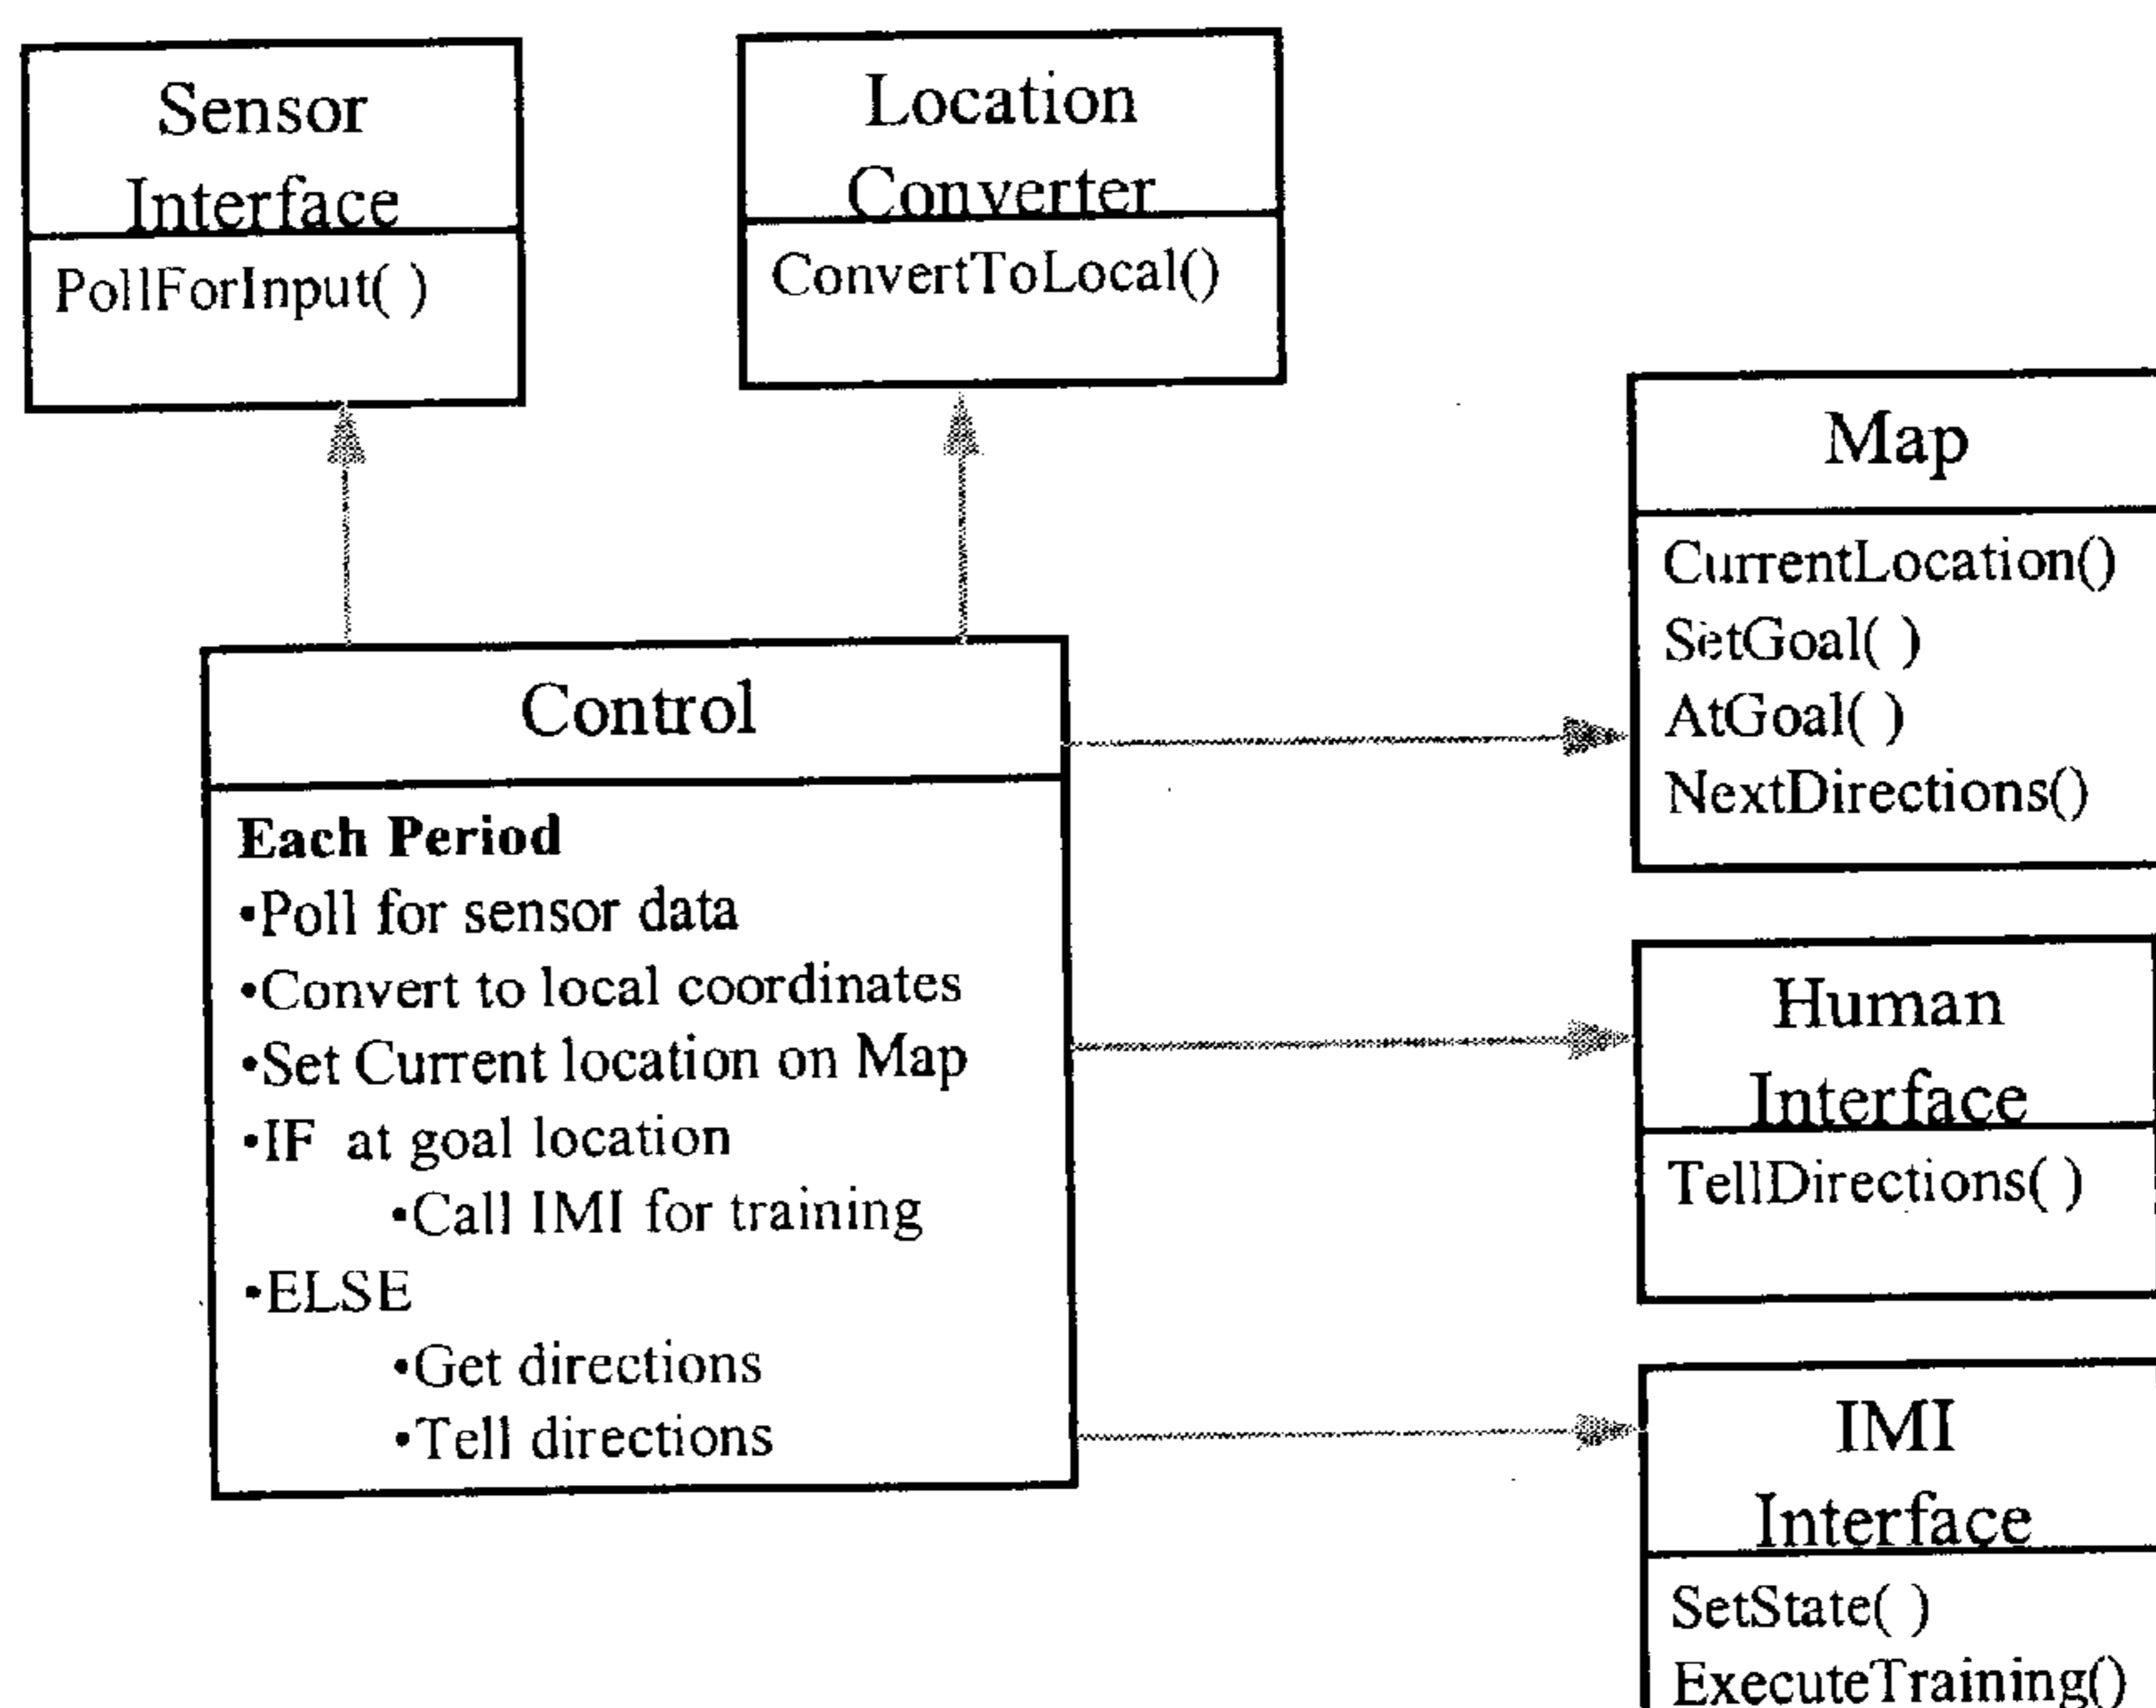 Sensor
Interface
PollForInput( )
Location
Converter
ConvertToLocal()
Map
CurrentLocation()
SetGoal( )
AtGoal( )
NextDirections()
Control
Each Period
•Poll for sensor data
•Convert to local coordinates
•Set Current location on Map
•IF at goal location
•Call IMI for training
•ELSE
•Get directions
•Tell directions
Human
Interface
TellDirections( )
IMI
Interface
SetState( )
ExecuteTraining()